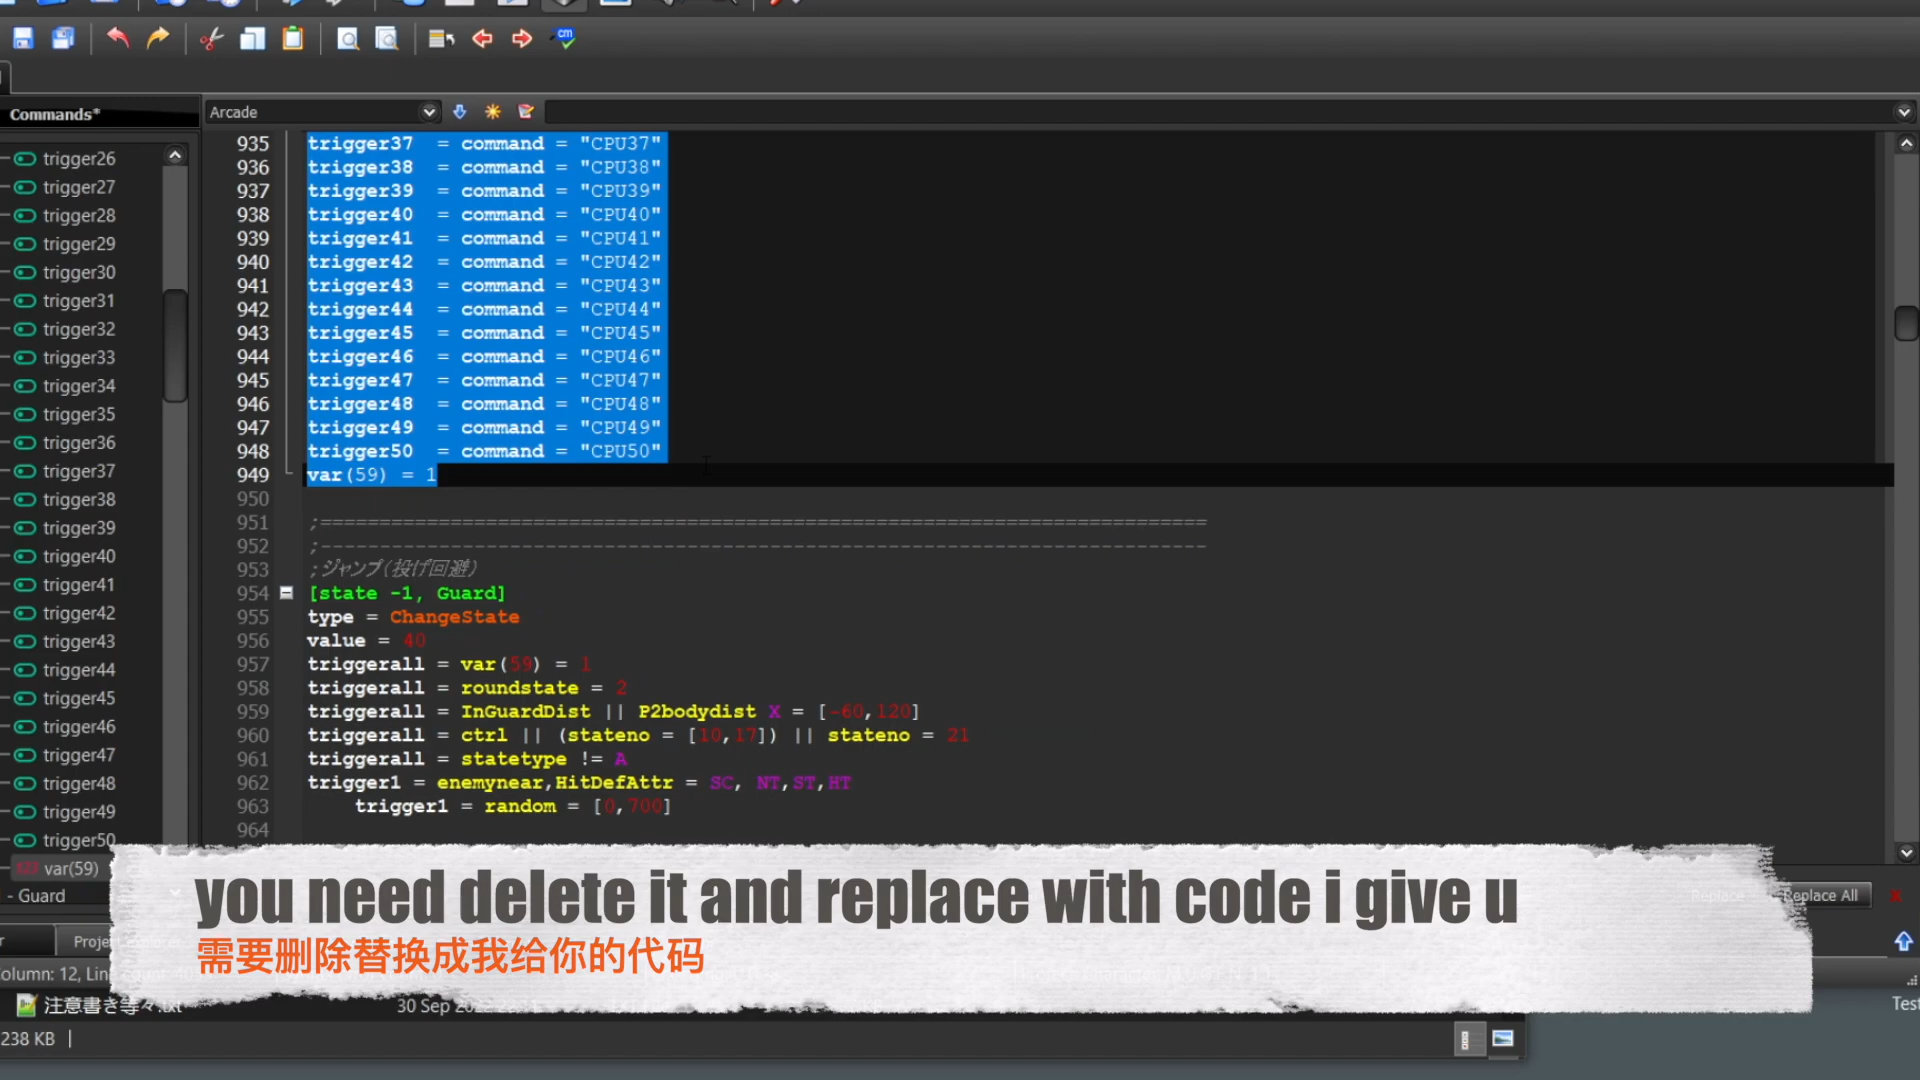 cm
Commands*
Arcade
trigger26
trigger27
trigger28
trigger29
trigger30
trigger31
trigger32
trigger33
trigger34
trigger35
trigger36
trigger37
trigger38
trigger39
trigger40
trigger41
trigger42
trigger43
trigger44
trigger45
trigger46
trigger47
trigger48
trigger49
trigger50
var(59)
- Guard
935 trigger37 = command = "CPU37"
936 trigger38 = command = "CPU38"
937 trigger39 = command = "CPU39"
938 trigger40 = command = "CPU40"
939 trigger41 = command = "CPU41"
940 trigger42 = command = "CPU42"
941 trigger43 = command = "CPU43"
942 trigger44 = command = "CPU44"
943 trigger45 = command = "CPU45"
944 trigger46 = command = "CPU46"
945 trigger47 = command = "CPU47"
946 trigger48 = command = "CPU48"
947 trigger49 = command = "CPU49"
948 trigger50 = command = "CPU50"
949 var(59) = 1
950
951 ;===========================================================================
952 ;---------------------------------------------------------------------------
953 ;ジャンプ(投げ回避)
954 [state -1, Guard]
955 type = ChangeState
956 value = 40
957 triggerall = var(59) = 1
958 triggerall = roundstate = 2
959 triggerall = InGuardDist || P2bodydist X = [-60,120]
960 triggerall = ctrl || (stateno = [10,17]) || stateno = 21
961 triggerall = statetype != A
962 trigger1 = enemynear,HitDefAttr = SC, NT,ST,HT
963 trigger1 = random = [0,700]
964
Replace
Replace All
you need delete it and replace with code i give u
需要删除替换成我给你的代码
olumn: 12, Lin
注意書き等々.txt
30 Sep
238 KB
Test